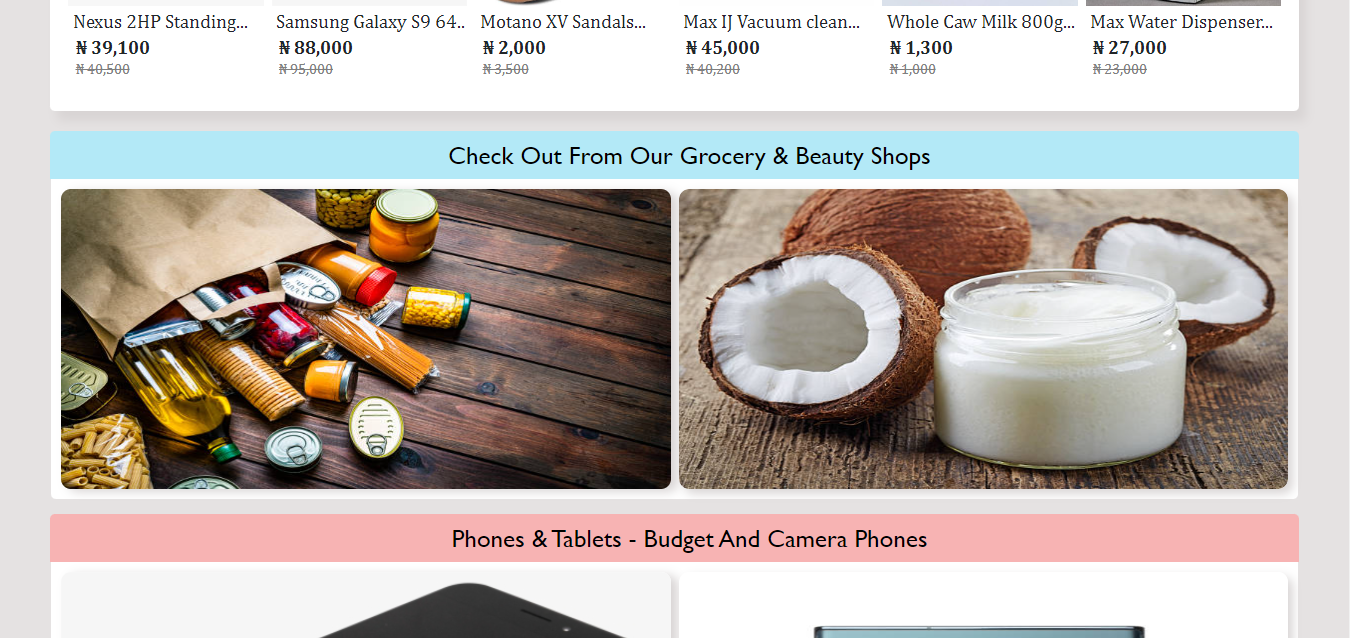 Nexus 2HP Standing...
Samsung Galaxy S9 64..
Motano XV Sandals...
Max IJ Vacuum clean...
Whole Caw Milk 800g...
Max Water Dispenser...
₦ 39,100
₦ 88,000
₦ 2,000
₦ 45,000
₦ 1,300
₦ 27,000
₦ 40,500
₦ 95,000
₦ 3,500
₦ 40,200
₦ 1,000
₦ 23,000
Check Out From Our Grocery & Beauty Shops
Phones & Tablets - Budget And Camera Phones